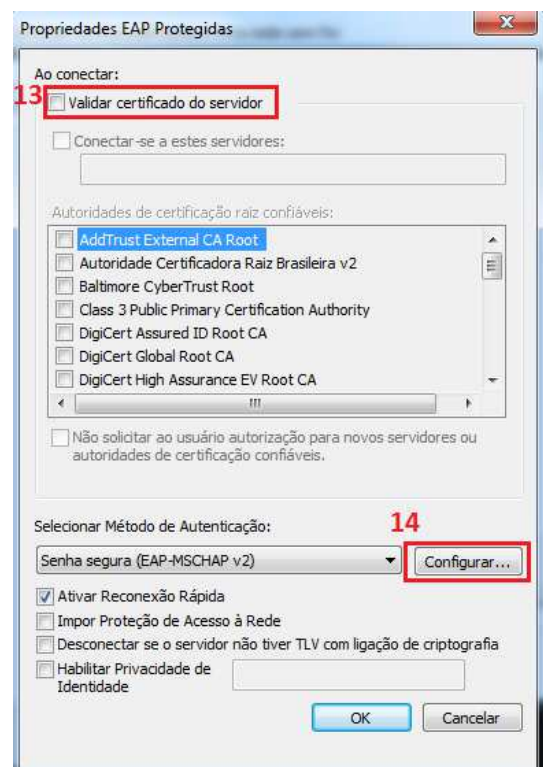 Propriedades EAP Protegidas
X
Ao conectar:
13
Validar certificado do servidor
Conectar-se a estes servidores:
Autoridades de certificação raiz confiáveis:
AddTrust External CA Root
Autoridade Certificadora Raiz Brasileira v2
Baltimore CyberTrust Root
Class 3 Public Primary Certification Authority
DigiCert Assured ID Root CA
DigiCert Global Root CA
DigiCert High Assurance EV Root CA
Não solicitar ao usuário autorização para novos servidores ou
autoridades de certificação confiáveis.
Selecionar Método de Autenticação:
14
Senha segura (EAP-MSCHAP v2)
Configurar...
Ativar Reconexão Rápida
Impor Proteção de Acesso à Rede
Desconectar se o servidor não tiver TLV com ligação de criptografia
Habilitar Privacidade de
Identidade
OK
Cancelar